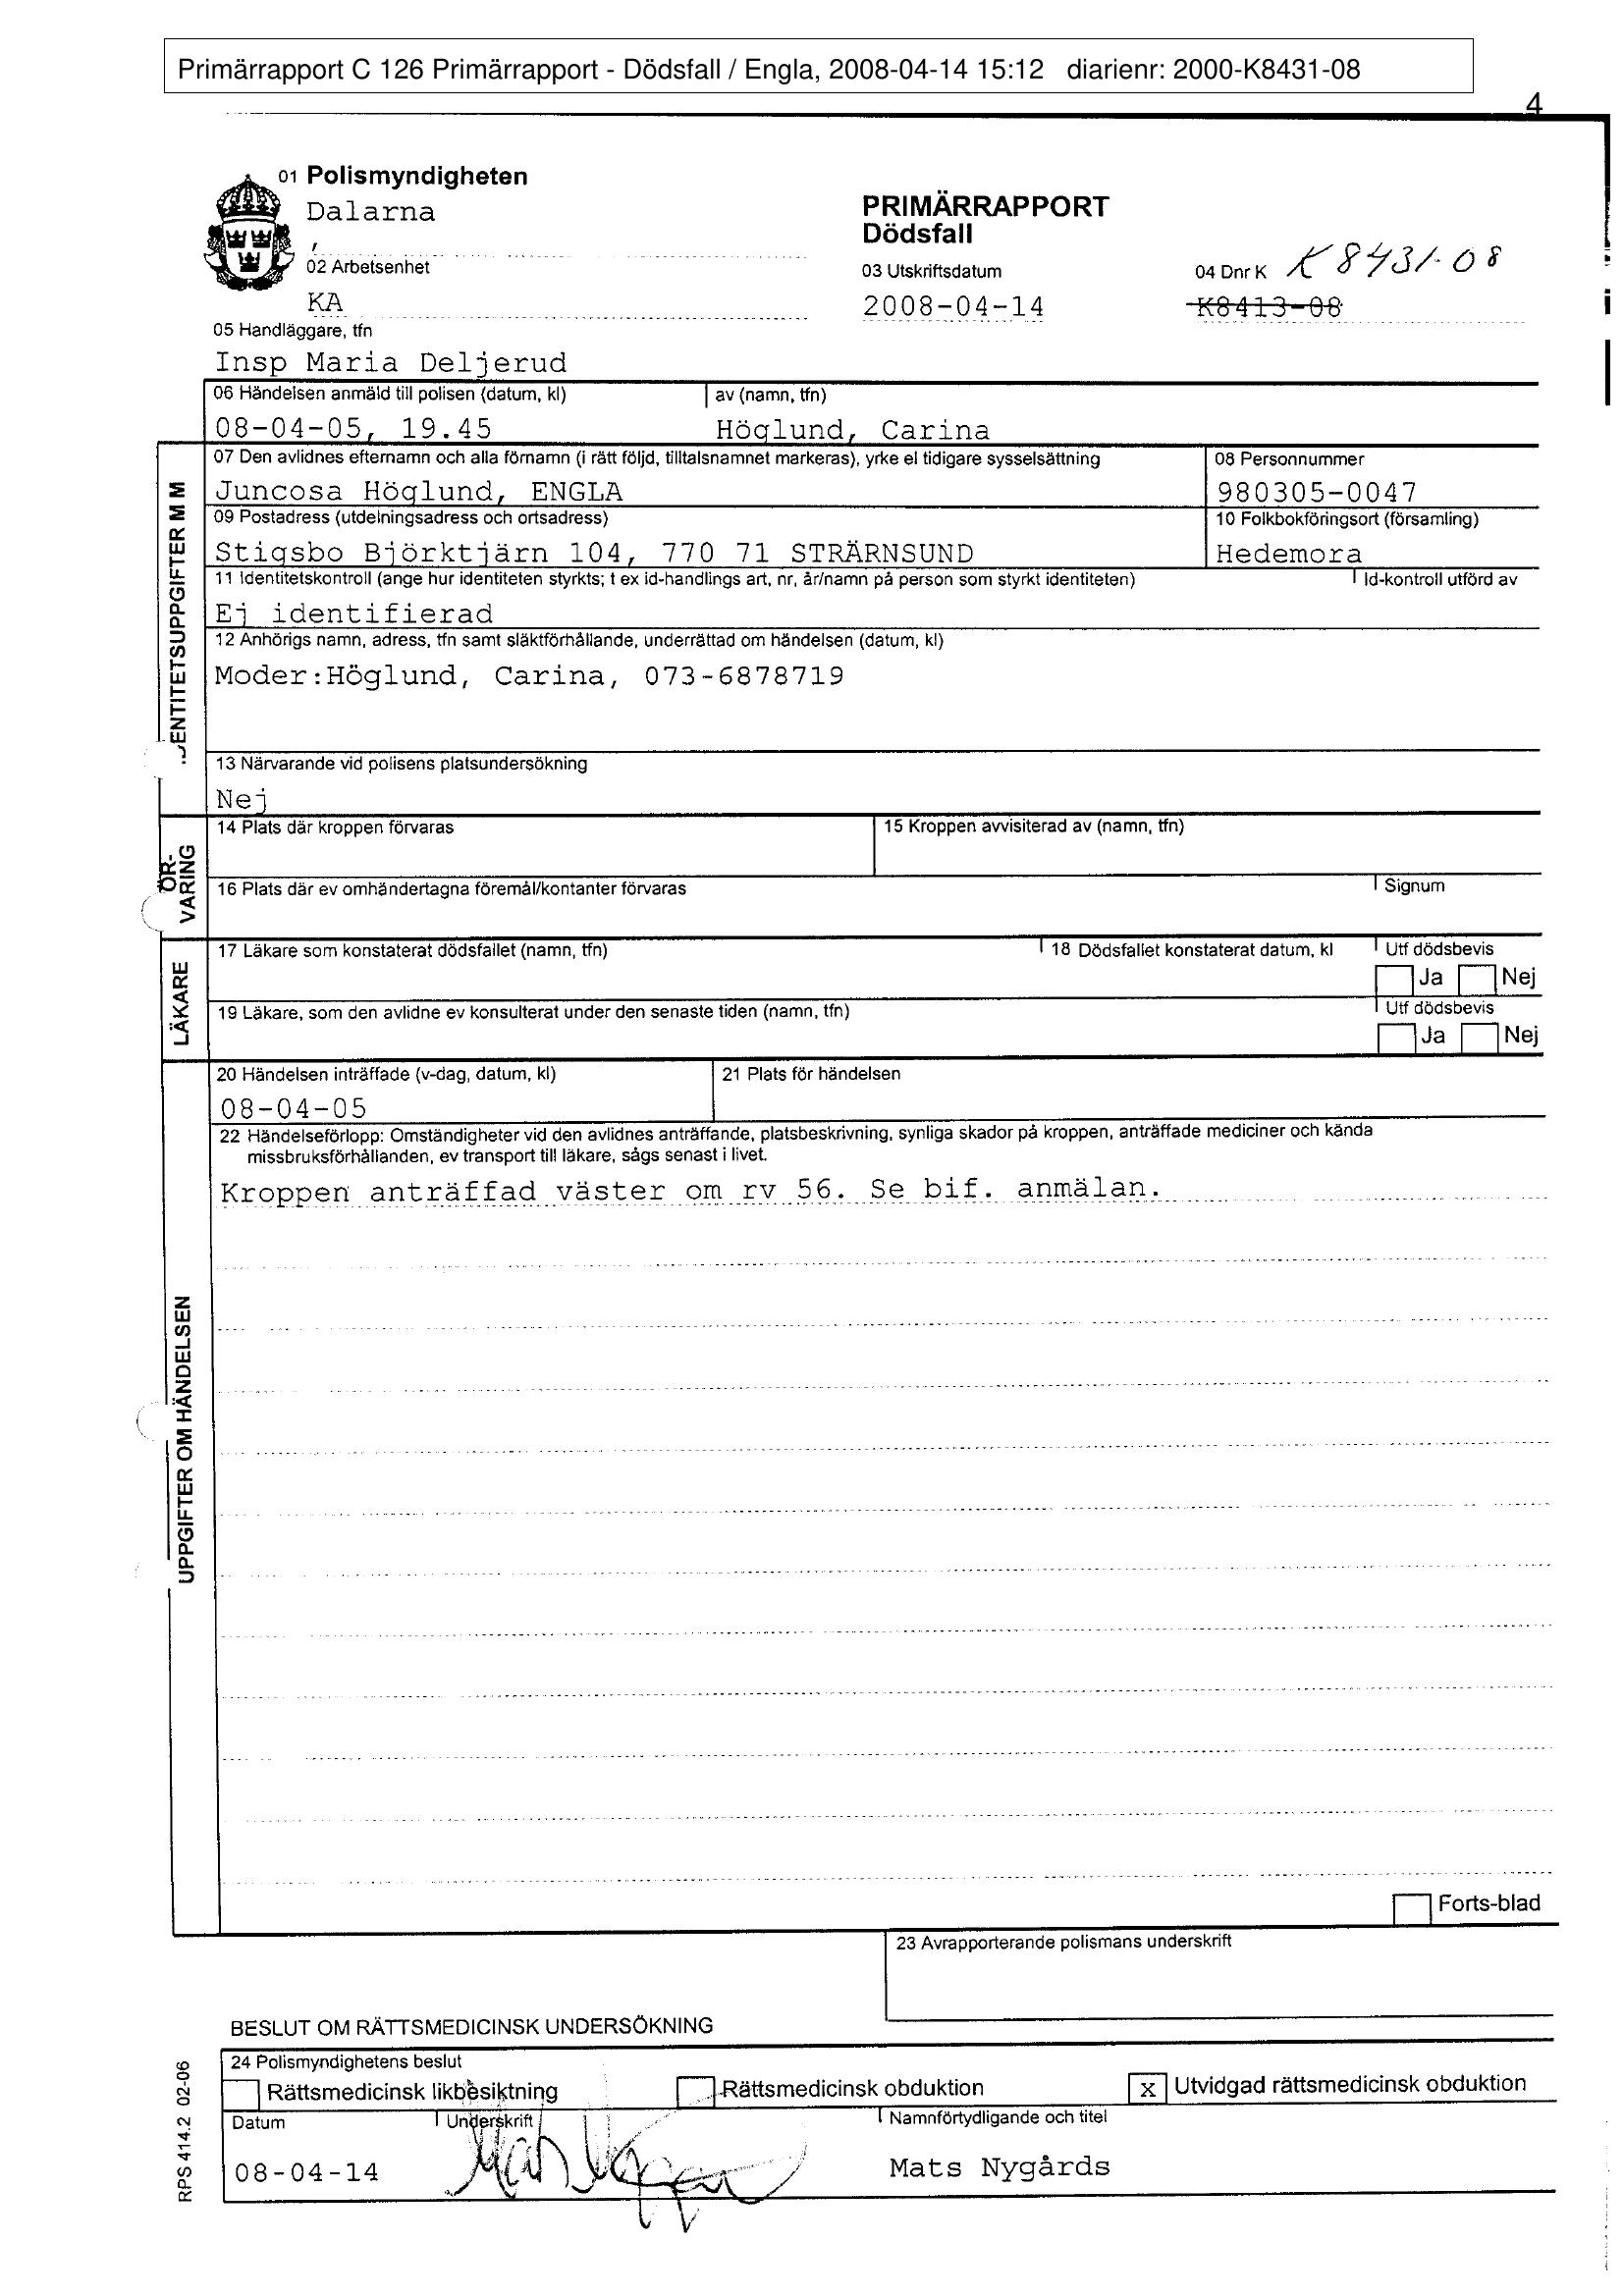 Primärrapport C 126 Primärrapport - Dödsfall / Engla, 2008-04-14 15:12 diarienr: 2000-K8431-08
4
01 Polismyndigheten
Dalarna
,
PRIMÄRRAPPORT
Dödsfall
02 Arbetsenhet
03 Utskriftsdatum
04 Dnr K K 8431-08
KA
2008-04-14
K8413-08
05 Handläggare, tfn
Insp Maria Deljerud
06 Händelsen anmäld till polisen (datum, kl)
av (namn, tfn)
08-04-05, 19.45
Höglund, Carina
07 Den avlidnes efternamn och alla förnamn (i rätt följd, tilltalsnamnet markeras), yrke el tidigare sysselsättning
08 Personnummer
Juncosa Höglund, ENGLA
980305-0047
09 Postadress (utdelningsadress och ortsadress)
10 Folkbokföringsort (församling)
Stigsbo Björktjärn 104, 770 71 STRÄRNSUND
Hedemora
11 Identitetskontroll (ange hur identiteten styrkts; t ex id-handlings art, nr, år/namn på person som styrkt identiteten)
Id-kontroll utförd av
Ej identifierad
12 Anhörigs namn, adress, tfn samt släktförhållande, underrättad om händelsen (datum, kl)
Moder:Höglund, Carina, 073-6878719
ENTITETSUPPGIFTER M M
13 Närvarande vid polisens platsundersökning
Nej
14 Plats där kroppen förvaras
15 Kroppen avvisiterad av (namn, tfn)
ÖR-
VARING
16 Plats där ev omhändertagna föremål/kontanter förvaras
Signum
17 Läkare som konstaterat dödsfallet (namn, tfn)
18 Dödsfallet konstaterat datum, kl
Utf dödsbevis
Ja Nej
LÄKARE
19 Läkare, som den avlidne ev konsulterat under den senaste tiden (namn, tfn)
Utf dödsbevis
Ja Nej
20 Händelsen inträffade (v-dag, datum, kl)
21 Plats för händelsen
08-04-05
22 Händelseförlopp: Omständigheter vid den avlidnes anträffande, platsbeskrivning, synliga skador på kroppen, anträffade mediciner och kända
missbruksförhållanden, ev transport till läkare, sågs senast i livet.
Kroppen anträffad väster om rv 56. Se bif. anmälan.
UPPGIFTER OM HÄNDELSEN
Forts-blad
23 Avrapporterande polismans underskrift
BESLUT OM RÄTTSMEDICINSK UNDERSÖKNING
24 Polismyndighetens beslut
Rättsmedicinsk likbesiktning
Rättsmedicinsk obduktion
x Utvidgad rättsmedicinsk obduktion
Datum
Underskrift
Namnförtydligande och titel
08-04-14
Mats Nygårds
RPS 414.2 02-06